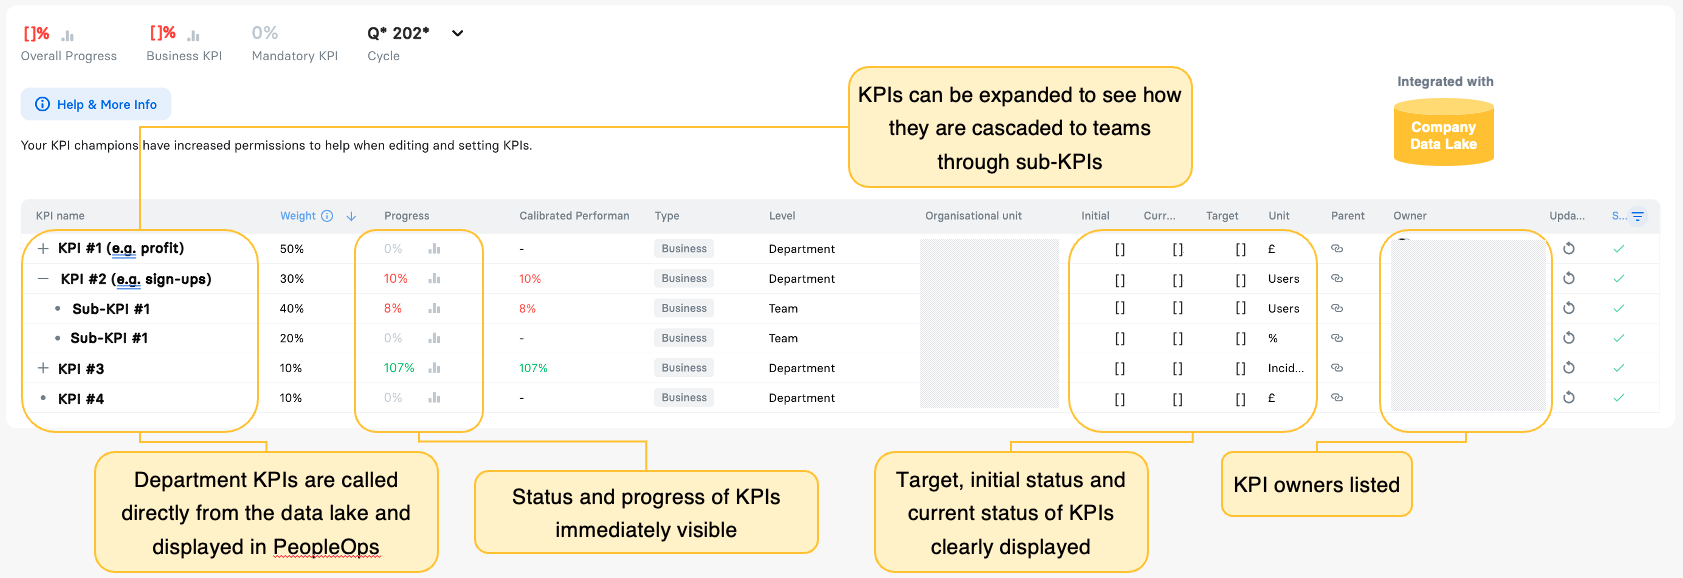 []% []% 0% Q* 202*
Overall Progress Business KPI Mandatory KPI Cycle
Help & More Info
Your KPI champions have increased permissions to help when editing and setting KPIs.
KPIs can be expanded to see how
they are cascaded to teams
through sub-KPIs
Integrated with
Company
Data Lake
KPI name Weight Progress Calibrated Performan Type Level Organisational unit Initial Curr... Target Unit Parent Owner Upda... S...
+ KPI #1 (e.g. profit) 50% 0% - Business Department [] [] [] £
− KPI #2 (e.g. sign-ups) 30% 10% 10% Business Department [] [] [] Users
• Sub-KPI #1 40% 8% 8% Business Team [] [] [] Users
• Sub-KPI #1 20% 0% - Business Team [] [] [] %
+ KPI #3 10% 107% 107% Business Department [] [] [] Incid...
• KPI #4 10% 0% - Business Department [] [] [] £
Department KPIs are called
directly from the data lake and
displayed in PeopleOps
Status and progress of KPIs
immediately visible
Target, initial status and
current status of KPIs
clearly displayed
KPI owners listed